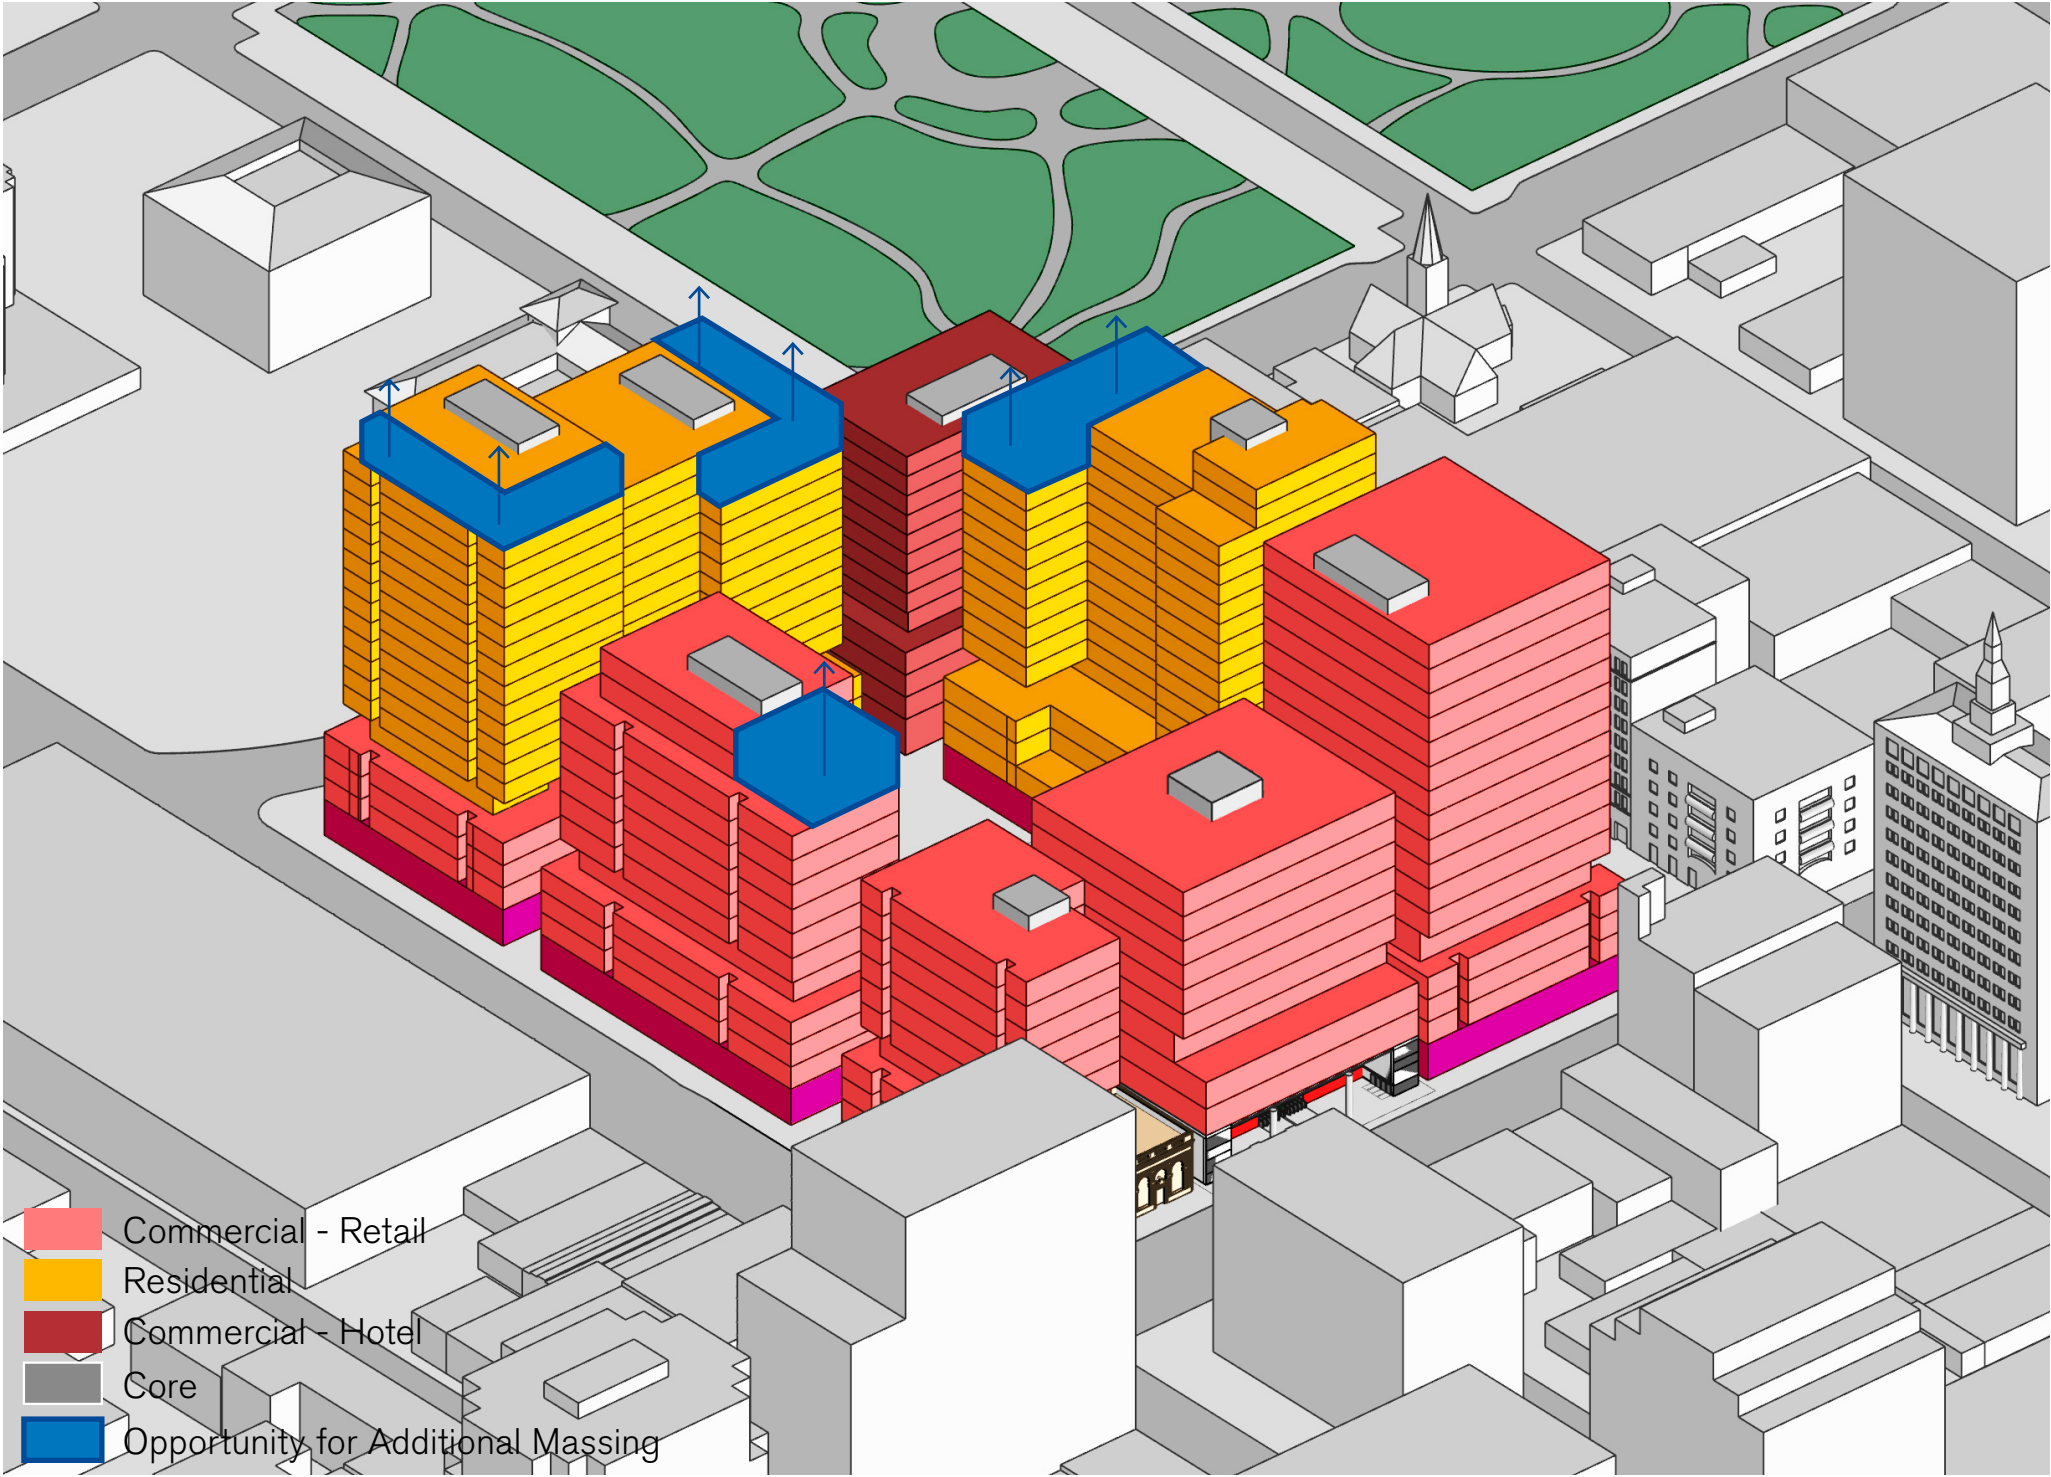 Commercial - Retail
Residential
Commercial - Hotel
Core
Opportunity for Additional Massing